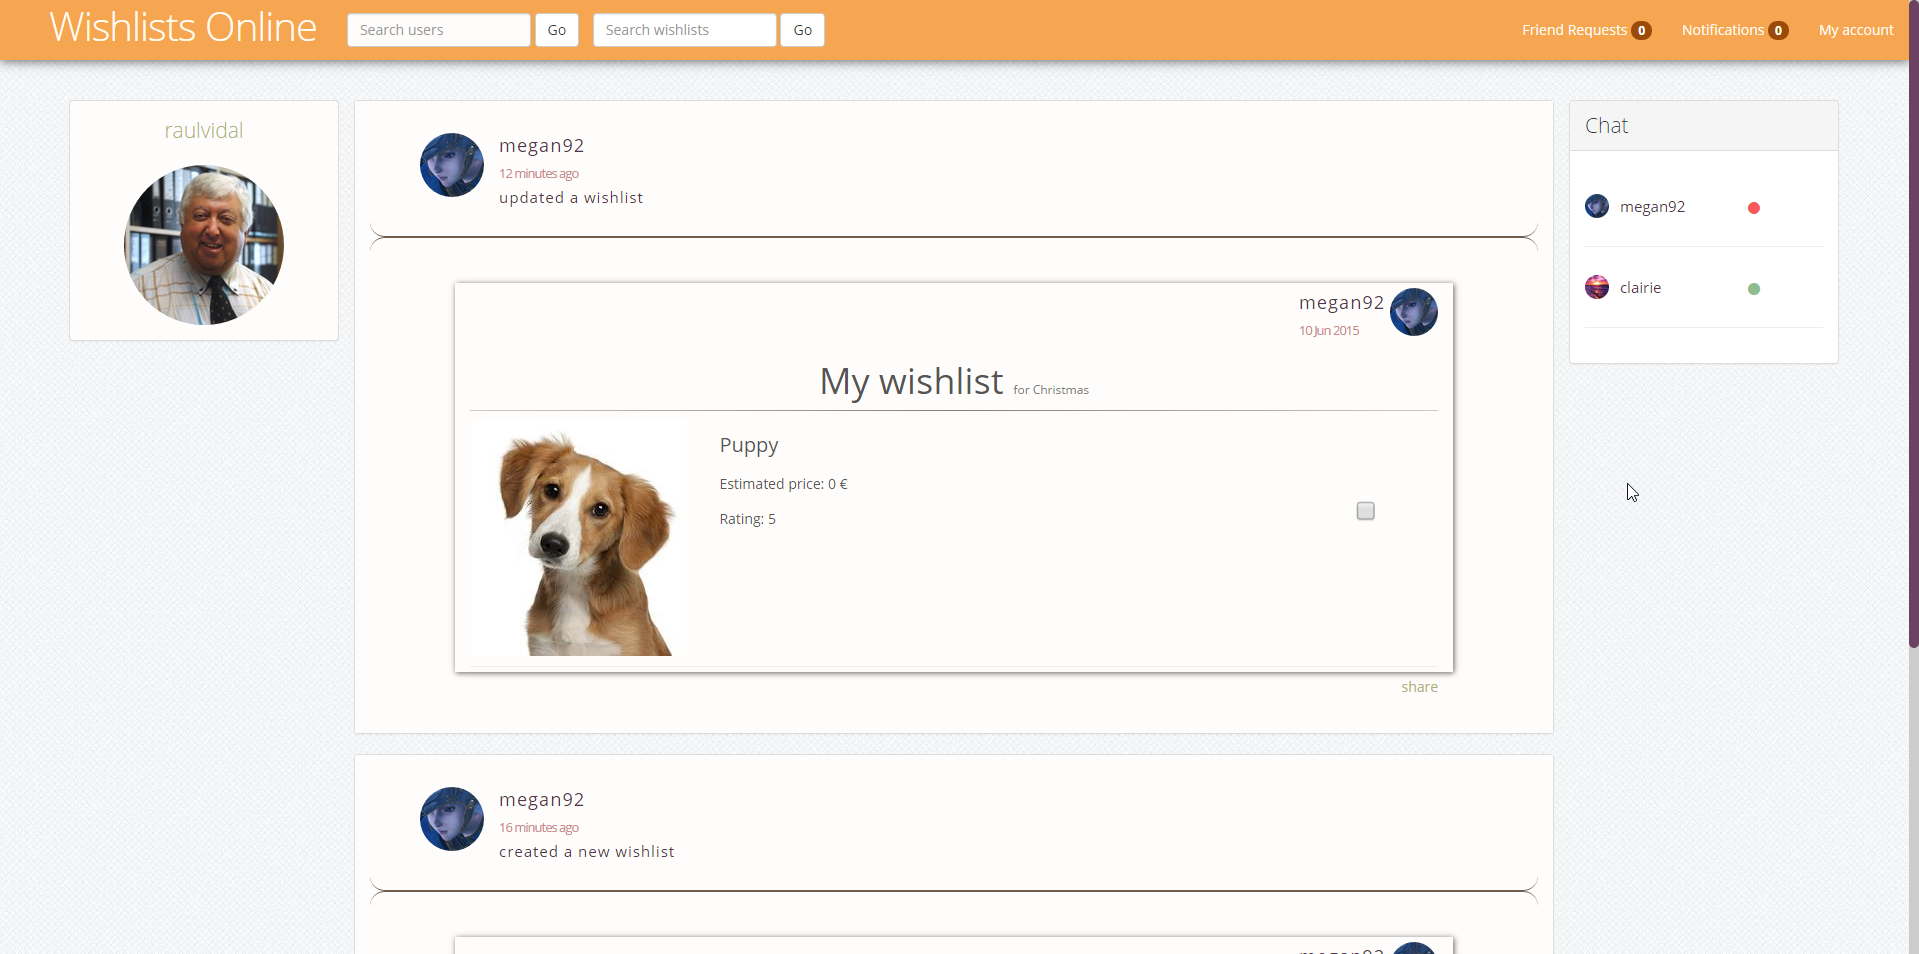 Wishlists Online
Search users Go Search wishlists Go
Friend Requests 0 Notifications 0 My account
raulvidal
megan92
12 minutes ago
updated a wishlist
megan92
10 Jun 2015
My wishlist for Christmas
Puppy
Estimated price: 0 €
Rating: 5
share
megan92
16 minutes ago
created a new wishlist
megan92
Chat
megan92
clairie